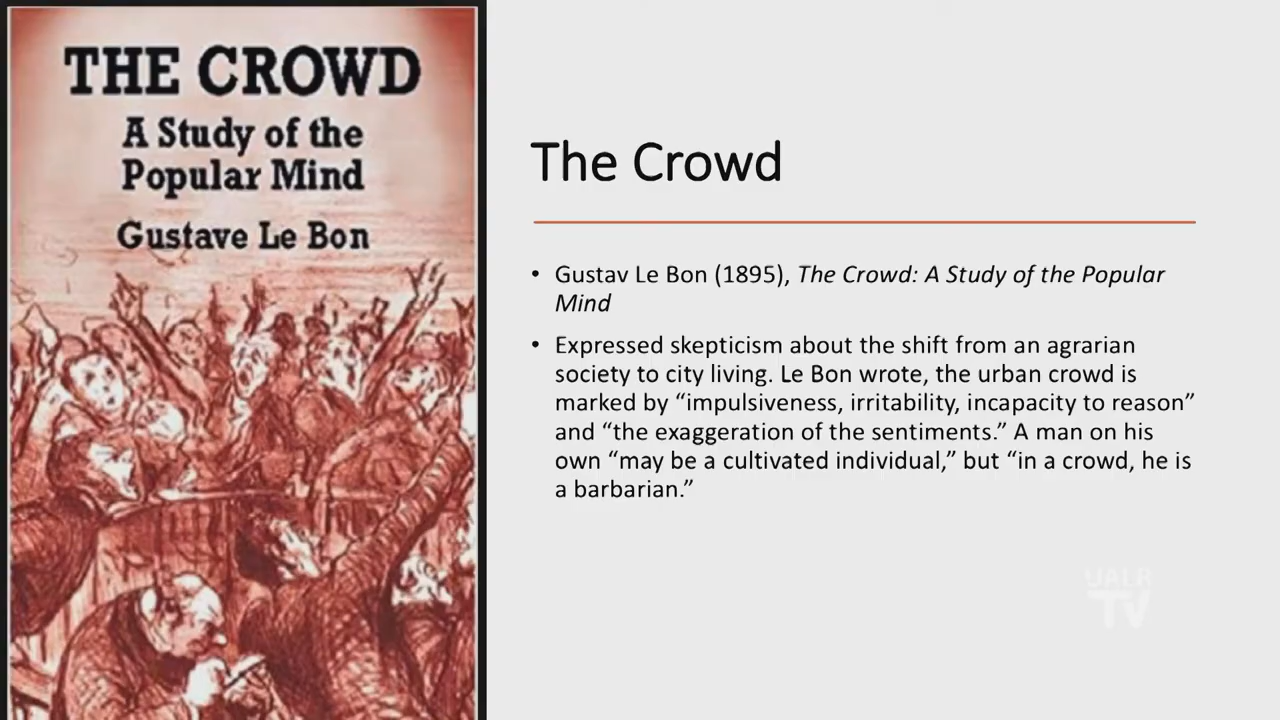 THE CROWD
A Study of the
Popular Mind
Gustave Le Bon
The Crowd
• Gustav Le Bon (1895), The Crowd: A Study of the Popular
Mind
• Expressed skepticism about the shift from an agrarian
society to city living. Le Bon wrote, the urban crowd is
marked by “impulsiveness, irritability, incapacity to reason”
and “the exaggeration of the sentiments.” A man on his
own “may be a cultivated individual,” but “in a crowd, he is
a barbarian.”
UALR
TV